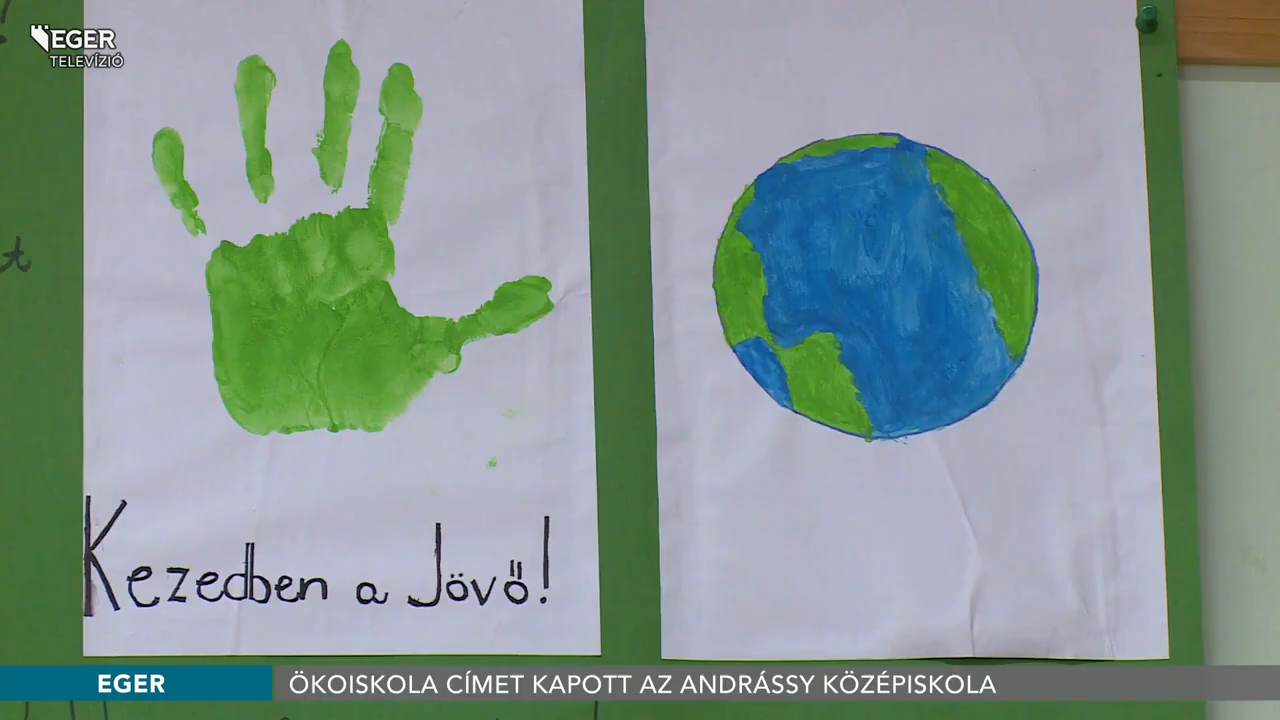 EGER
TELEVÍZIÓ
t
Kezedben a Jövő!
EGER
ÖKOISKOLA CÍMET KAPOTT AZ ANDRÁSSY KÖZÉPISKOLA